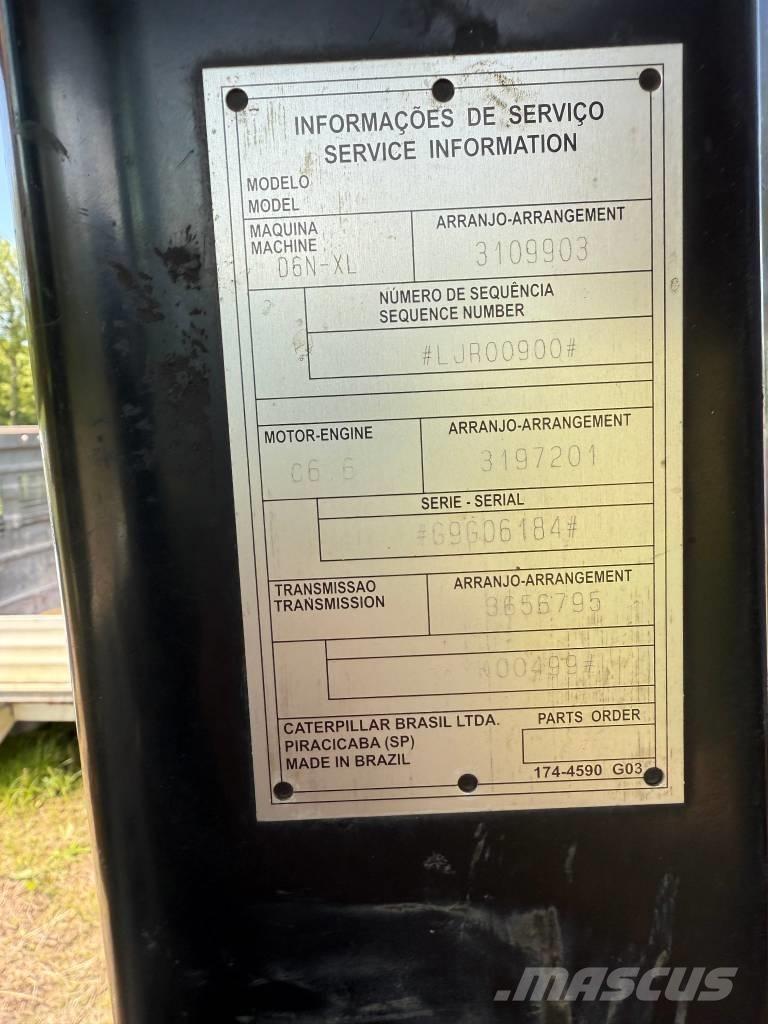 INFORMAÇÕES DE SERVIÇO
SERVICE INFORMATION
MODELO
MODEL
MAQUINA
MACHINE
D6N-XL
ARRANJO-ARRANGEMENT
3109903
NÚMERO DE SEQUÊNCIA
SEQUENCE NUMBER
#LJR00900#
MOTOR-ENGINE
C6.6
ARRANJO-ARRANGEMENT
3197201
SERIE - SERIAL
#G9G06184#
TRANSMISSAO
TRANSMISSION
ARRANJO-ARRANGEMENT
3656795
CATERPILLAR BRASIL LTDA.
PIRACICABA (SP)
MADE IN BRAZIL
PARTS ORDER
174-4590 G03
MASCUS